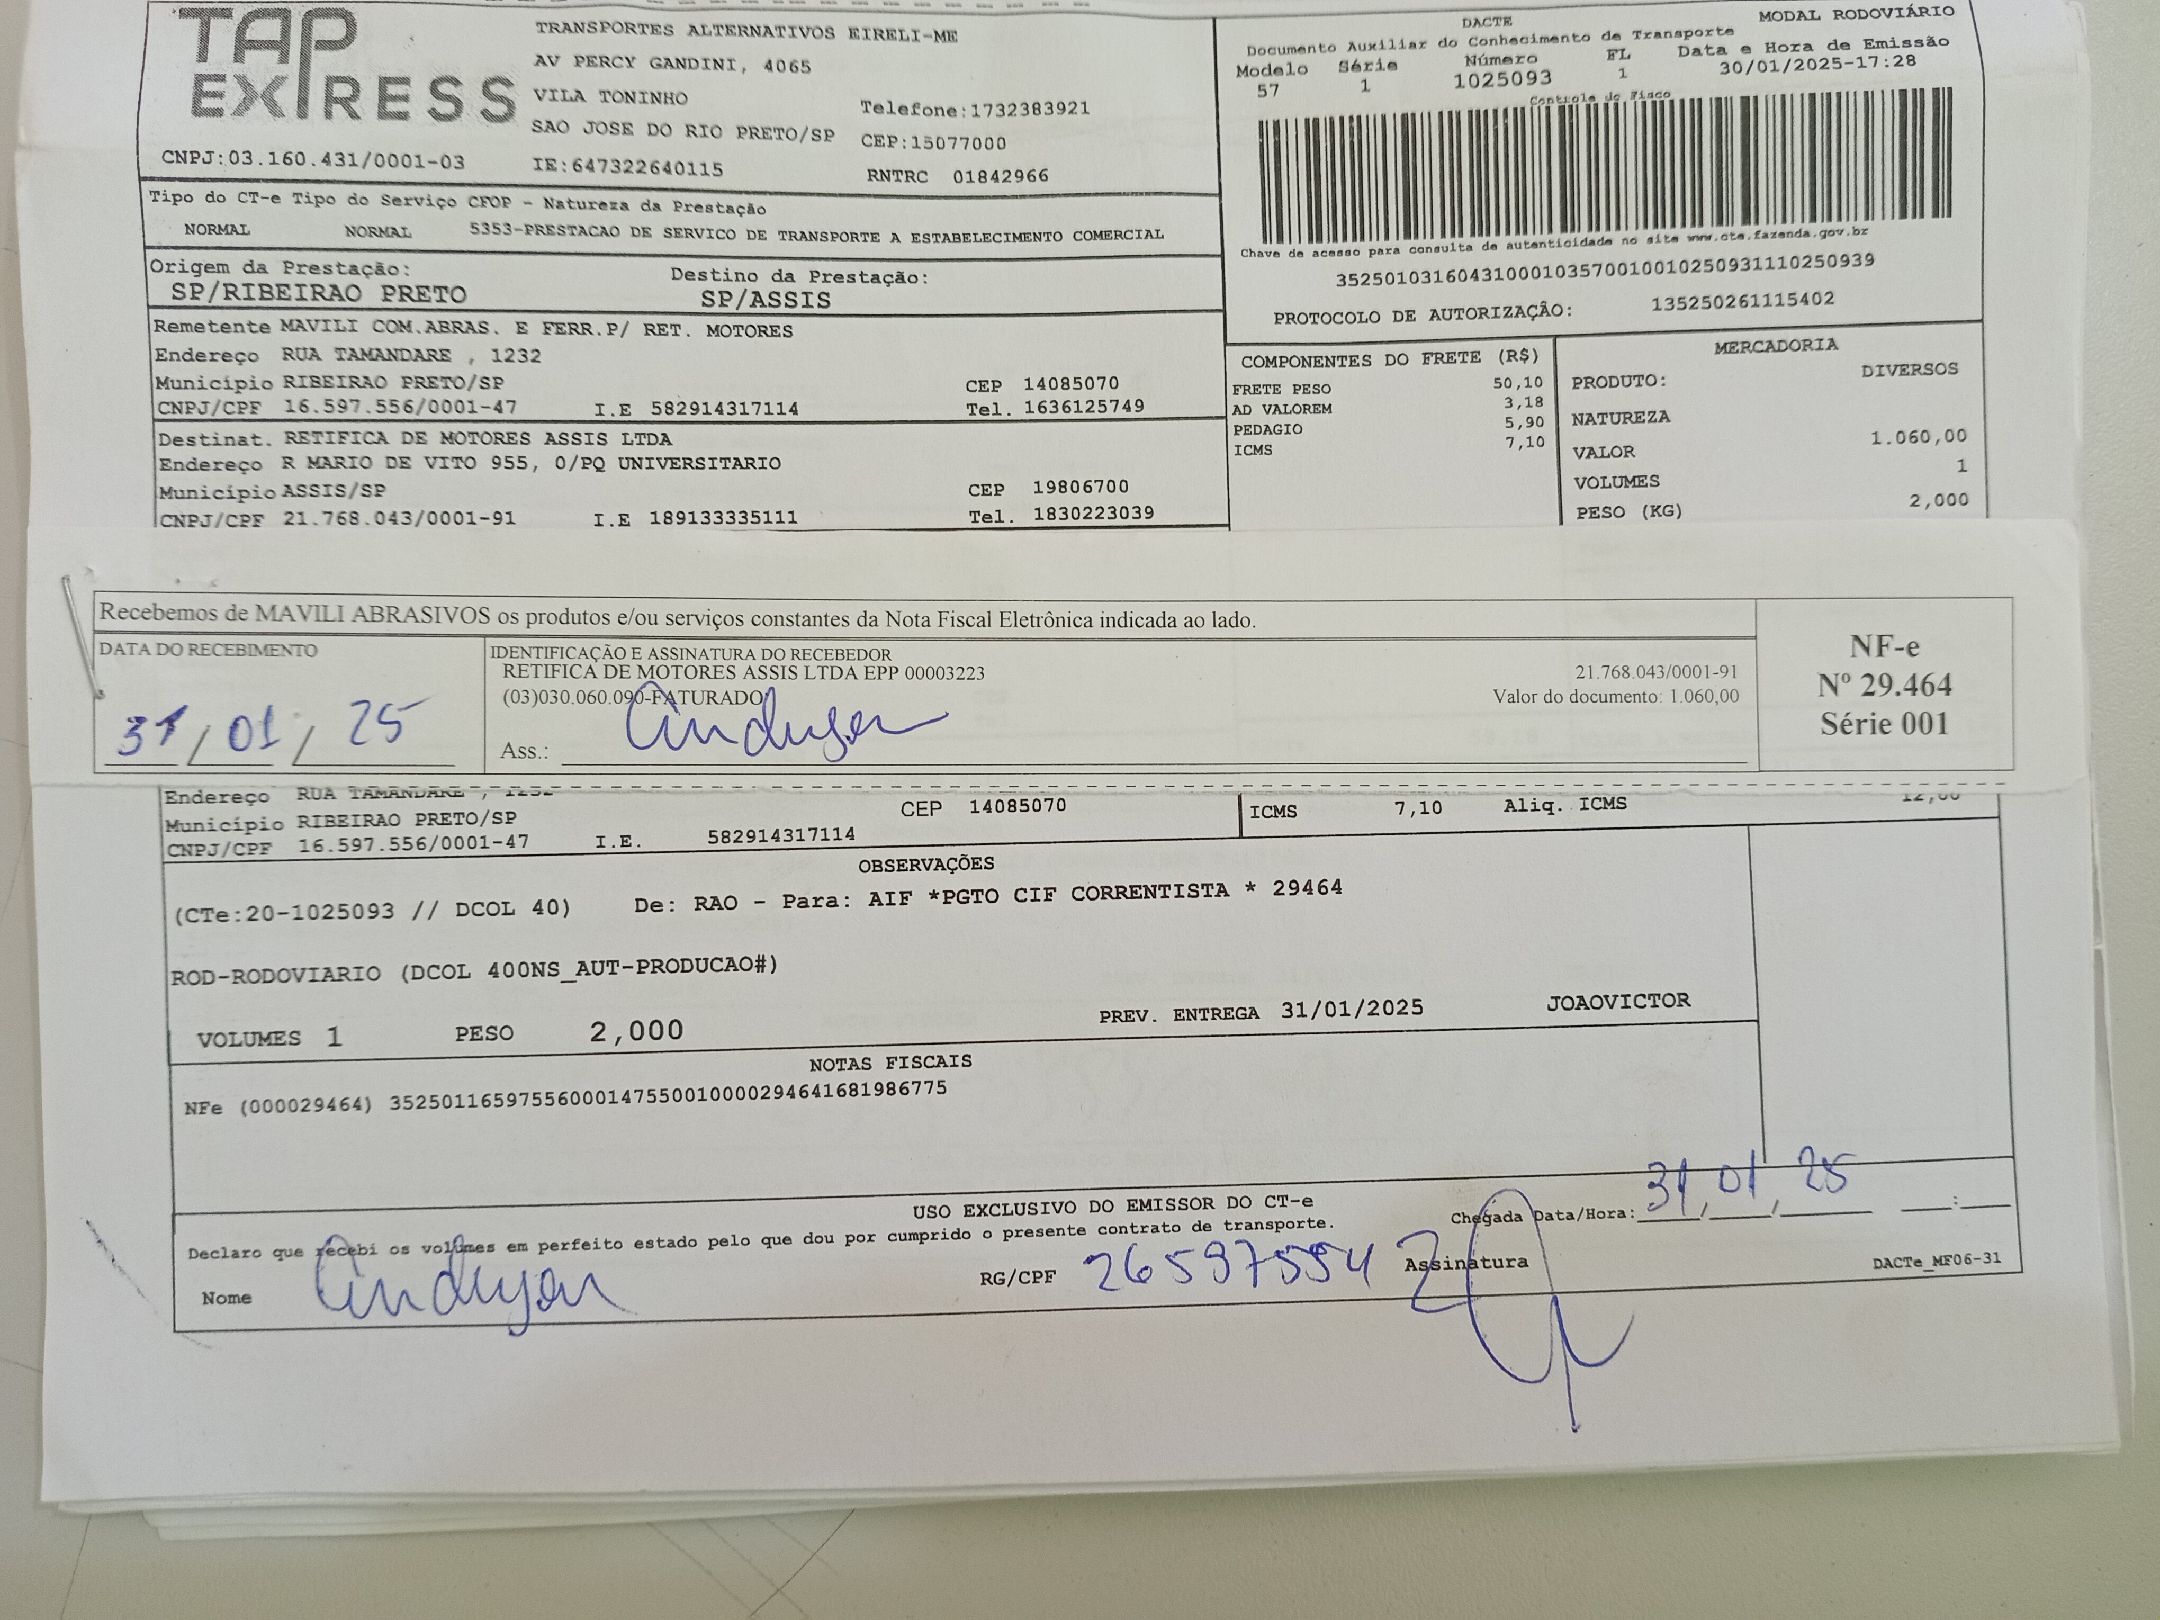 TAP EXPRESS
TRANSPORTES ALTERNATIVOS EIRELI-ME
AV PERCY GANDINI, 4065
VILA TONINHO
Telefone:1732383921
SAO JOSE DO RIO PRETO/SP CEP:15077000
CNPJ:03.160.431/0001-03 IE:647322640115 RNTRC 01842966
DACTE MODAL RODOVIÁRIO
Documento Auxiliar do Conhecimento de Transporte
Modelo Série Número FL Data e Hora de Emissão
57 1 1025093 1 30/01/2025-17:28
Controle do Fisco
Chave de acesso para consulta de autenticidade no site www.cte.fazenda.gov.br
35250103160431000103570010010250931110250939
PROTOCOLO DE AUTORIZAÇÃO: 135250261115402
Tipo do CT-e Tipo do Serviço CFOP - Natureza da Prestação
NORMAL NORMAL 5353-PRESTACAO DE SERVICO DE TRANSPORTE A ESTABELECIMENTO COMERCIAL
Origem da Prestação: Destino da Prestação:
SP/RIBEIRAO PRETO SP/ASSIS
Remetente MAVILI COM.ABRAS. E FERR.P/ RET. MOTORES
Endereço RUA TAMANDARE , 1232
Município RIBEIRAO PRETO/SP CEP 14085070
CNPJ/CPF 16.597.556/0001-47 I.E 582914317114 Tel. 1636125749
Destinat. RETIFICA DE MOTORES ASSIS LTDA
Endereço R MARIO DE VITO 955, 0/PQ UNIVERSITARIO
Município ASSIS/SP CEP 19806700
CNPJ/CPF 21.768.043/0001-91 I.E 189133335111 Tel. 1830223039
COMPONENTES DO FRETE (R$)
FRETE PESO 50,10
AD VALOREM 3,18
PEDAGIO 5,90
ICMS 7,10
MERCADORIA
PRODUTO: DIVERSOS
NATUREZA
VALOR 1.060,00
VOLUMES 1
PESO (KG) 2,000
Recebemos de MAVILI ABRASIVOS os produtos e/ou serviços constantes da Nota Fiscal Eletrônica indicada ao lado.
DATA DO RECEBIMENTO
31/01/25
IDENTIFICAÇÃO E ASSINATURA DO RECEBEDOR
RETIFICA DE MOTORES ASSIS LTDA EPP 00003223 21.768.043/0001-91
(03)030.060.090-FATURADO Valor do documento: 1.060,00
Ass.:
NF-e
Nº 29.464
Série 001
Endereço RUA TAMANDARE , 1232 CEP 14085070
Município RIBEIRAO PRETO/SP
CNPJ/CPF 16.597.556/0001-47 I.E. 582914317114
ICMS 7,10 Aliq. ICMS 12,00
OBSERVAÇÕES
(CTe:20-1025093 // DCOL 40) De: RAO - Para: AIF *PGTO CIF CORRENTISTA * 29464
ROD-RODOVIARIO (DCOL 400NS_AUT-PRODUCAO#)
VOLUMES 1 PESO 2,000 PREV. ENTREGA 31/01/2025 JOAOVICTOR
NOTAS FISCAIS
NFe (000029464) 35250116597556000147550010000294641681986775
USO EXCLUSIVO DO EMISSOR DO CT-e
Declaro que recebi os volumes em perfeito estado pelo que dou por cumprido o presente contrato de transporte.
Chegada Data/Hora: 31/01/25 __:__
Nome RG/CPF Assinatura DACTe_MF06-31